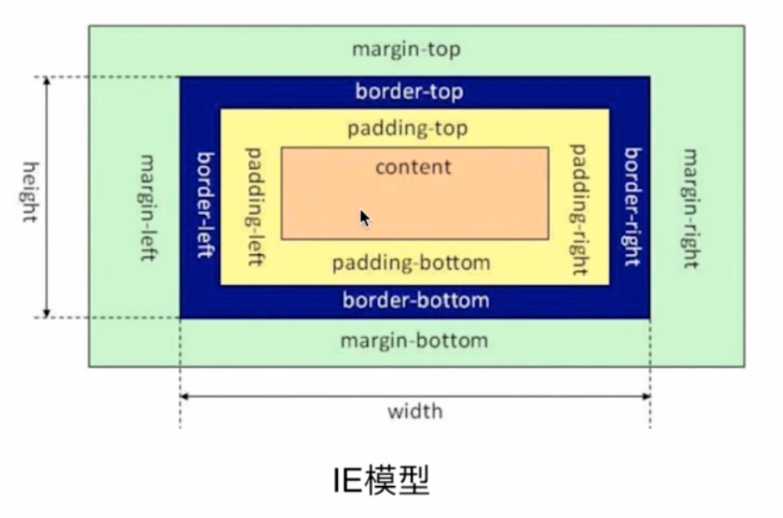 margin-top
border-top
padding-top
content
height
margin-left
border-left
padding-left
padding-right
border-right
margin-right
padding-bottom
border-bottom
margin-bottom
width
IE模型